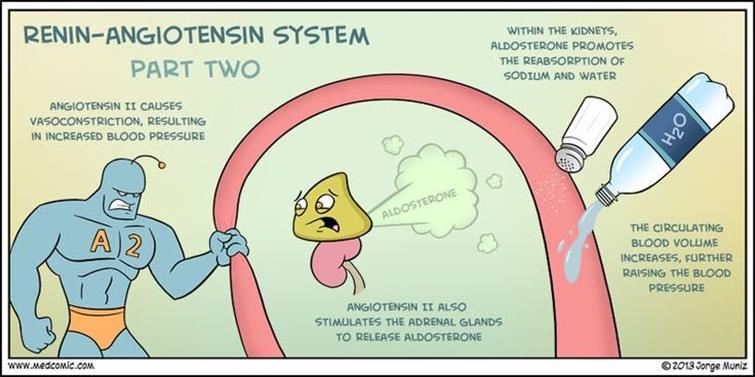 RENIN-ANGIOTENSIN SYSTEM
PART TWO
ANGIOTENSIN II CAUSES
VASOCONSTRICTION, RESULTING
IN INCREASED BLOOD PRESSURE
A 2
ALDOSTERONE
ANGIOTENSIN II ALSO
STIMULATES THE ADRENAL GLANDS
TO RELEASE ALDOSTERONE
WITHIN THE KIDNEYS,
ALDOSTERONE PROMOTES
THE REABSORPTION OF
SODIUM AND WATER
H2O
THE CIRCULATING
BLOOD VOLUME
INCREASES, FURTHER
RAISING THE BLOOD
PRESSURE
www.medcomic.com
© 2013 Jorge Muniz